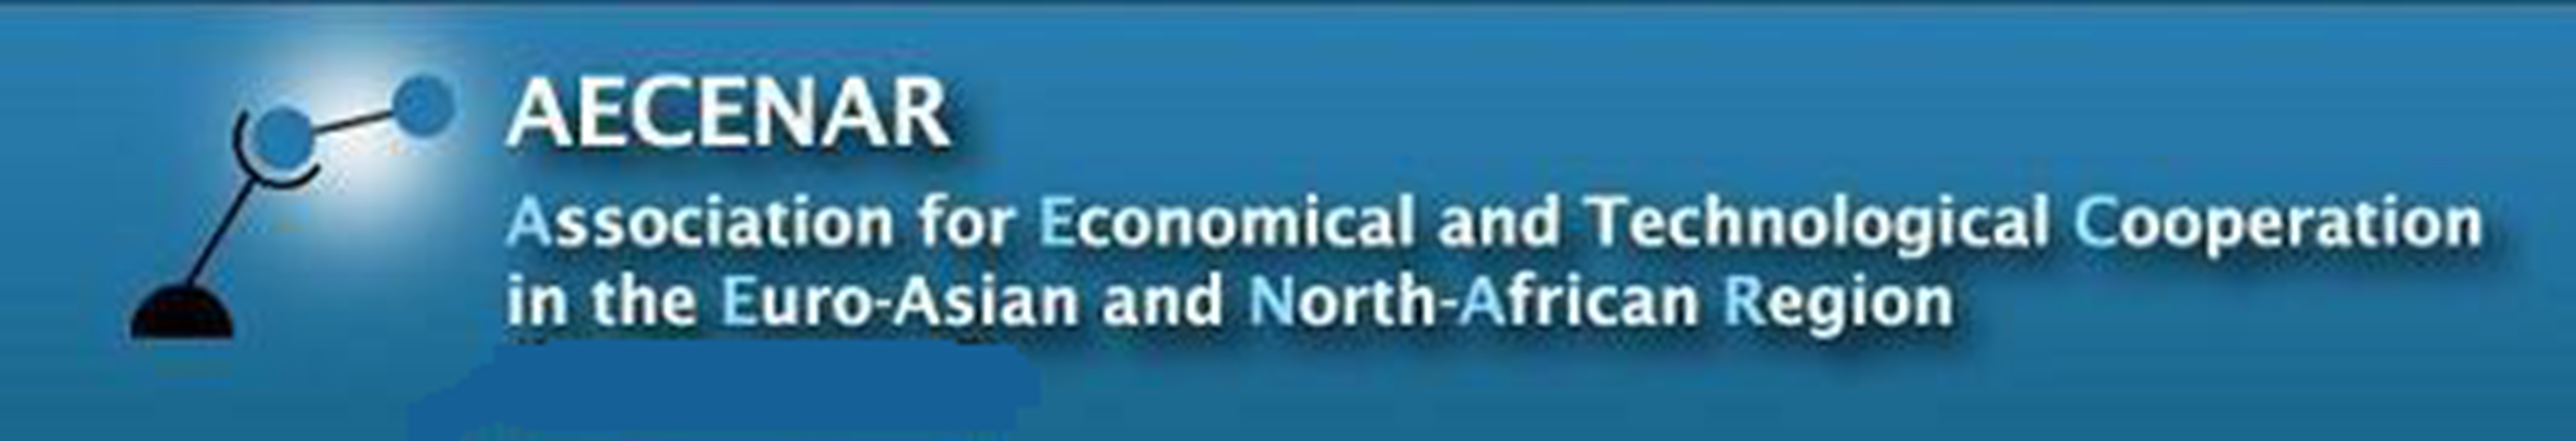 AECENAR
Association for Economical and Technological Cooperation
in the Euro-Asian and North-African Region